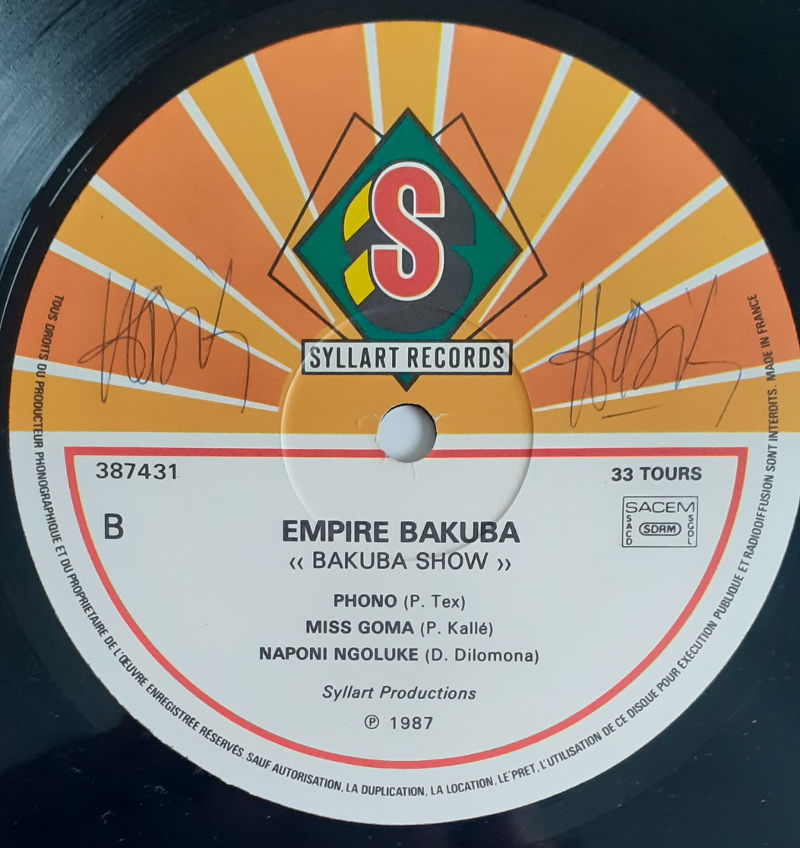 S
SYLLART RECORDS
387431
33 TOURS
B
SACEM
SACD
SDRM
SGDL
EMPIRE BAKUBA
‹‹ BAKUBA SHOW ››
PHONO (P. Tex)
MISS GOMA (P. Kallé)
NAPONI NGOLUKE (D. Dilomona)
Syllart Productions
℗ 1987
TOUS DROITS DU PRODUCTEUR PHONOGRAPHIQUE ET DU PROPRIETAIRE DE L'ŒUVRE ENREGISTREE RESERVES. SAUF AUTORISATION, LA DUPLICATION, LA LOCATION, LE PRET, L'UTILISATION DE CE DISQUE POUR EXECUTION PUBLIQUE ET RADIODIFFUSION SONT INTERDITS. MADE IN FRANCE